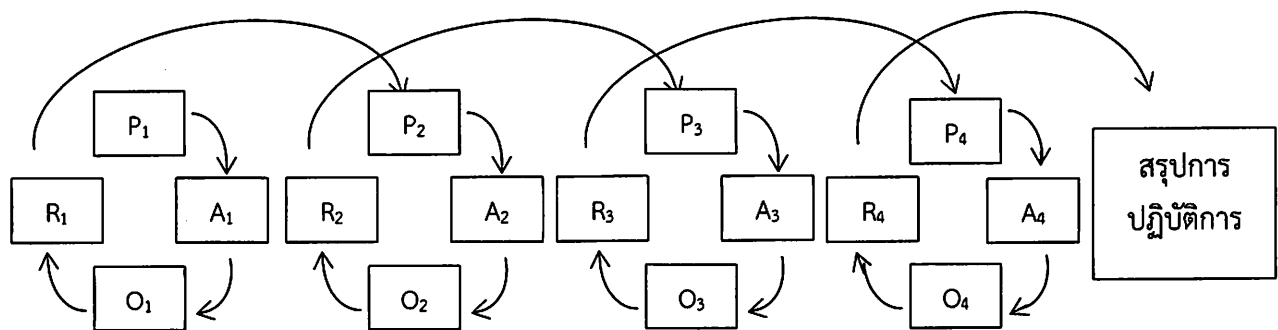 P₁
P₂
P₃
P₄
R₁
A₁
R₂
A₂
R₃
A₃
R₄
A₄
สรุปการ
ปฏิบัติการ
O₁
O₂
O₃
O₄